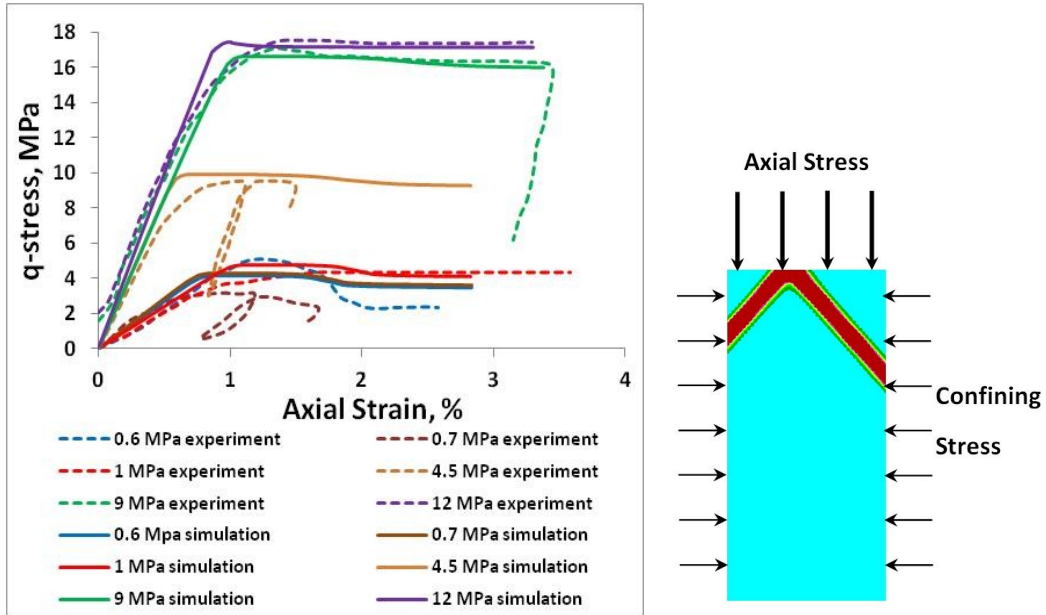 18
16
14
12
10
8
6
4
2
0
q-stress, MPa
0 1 2 3 4
Axial Strain, %
0.6 MPa experiment
0.7 MPa experiment
1 MPa experiment
4.5 MPa experiment
9 MPa experiment
12 MPa experiment
0.6 Mpa simulation
0.7 MPa simulation
1 MPa simulation
4.5 MPa simulation
9 MPa simulation
12 MPa simulation
Axial Stress
Confining
Stress